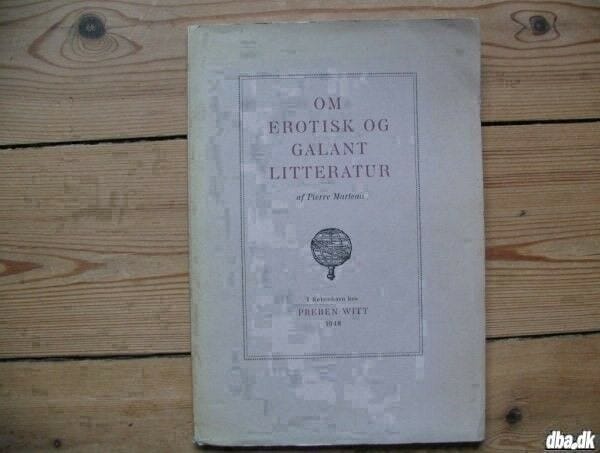 OM
EROTISK OG
GALANT
LITTERATUR
af Pierre Marteau
I København hos
PREBEN WITT
1948
dba.dk